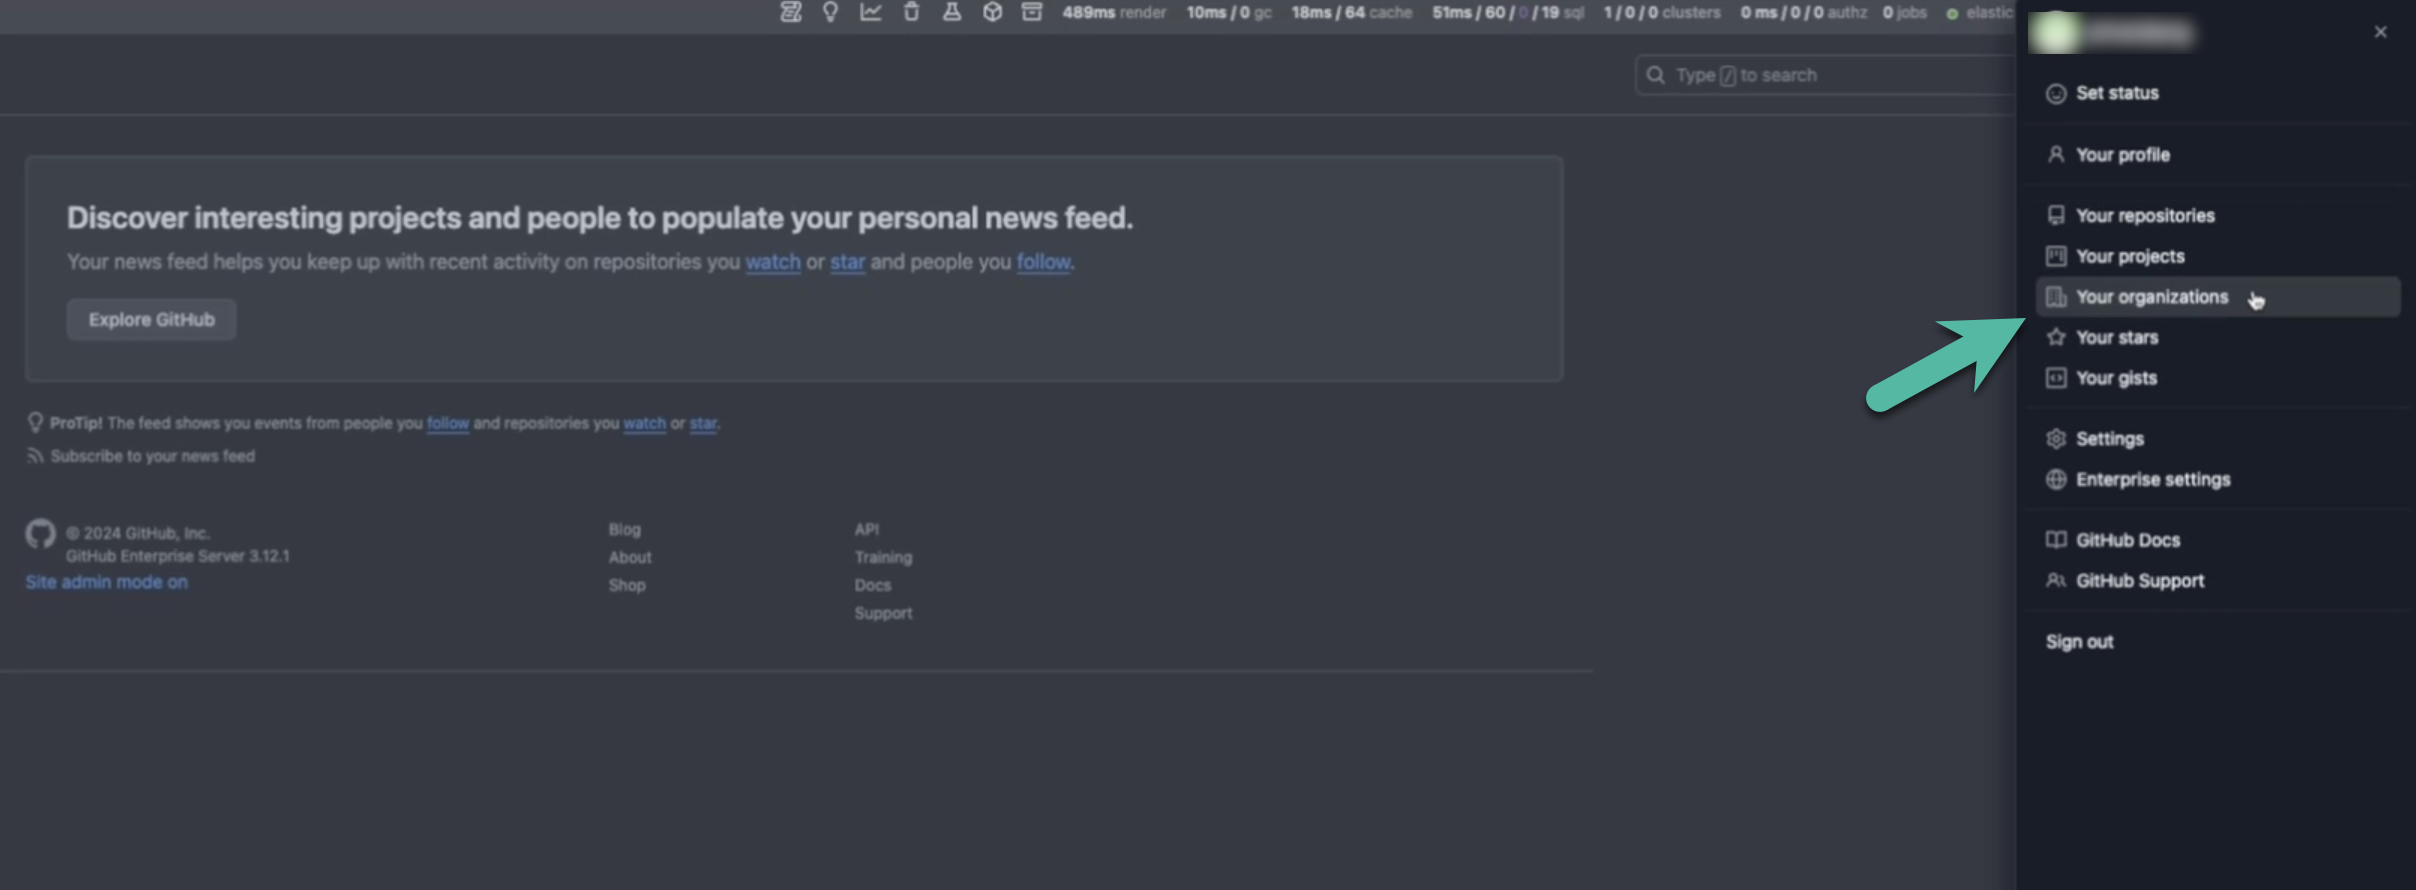 489ms render 10ms / 0 gc 18ms / 64 cache 51ms / 60 / 0 / 19 sql 1 / 0 / 0 clusters 0 ms / 0 / 0 authz 0 jobs elastic
Type / to search
Discover interesting projects and people to populate your personal news feed.
Your news feed helps you keep up with recent activity on repositories you watch or star and people you follow.
Explore GitHub
ProTip! The feed shows you events from people you follow and repositories you watch or star.
Subscribe to your news feed
© 2024 GitHub, Inc.
GitHub Enterprise Server 3.12.1
Site admin mode on
Blog
About
Shop
API
Training
Docs
Support
Set status
Your profile
Your repositories
Your projects
Your organizations
Your stars
Your gists
Settings
Enterprise settings
GitHub Docs
GitHub Support
Sign out